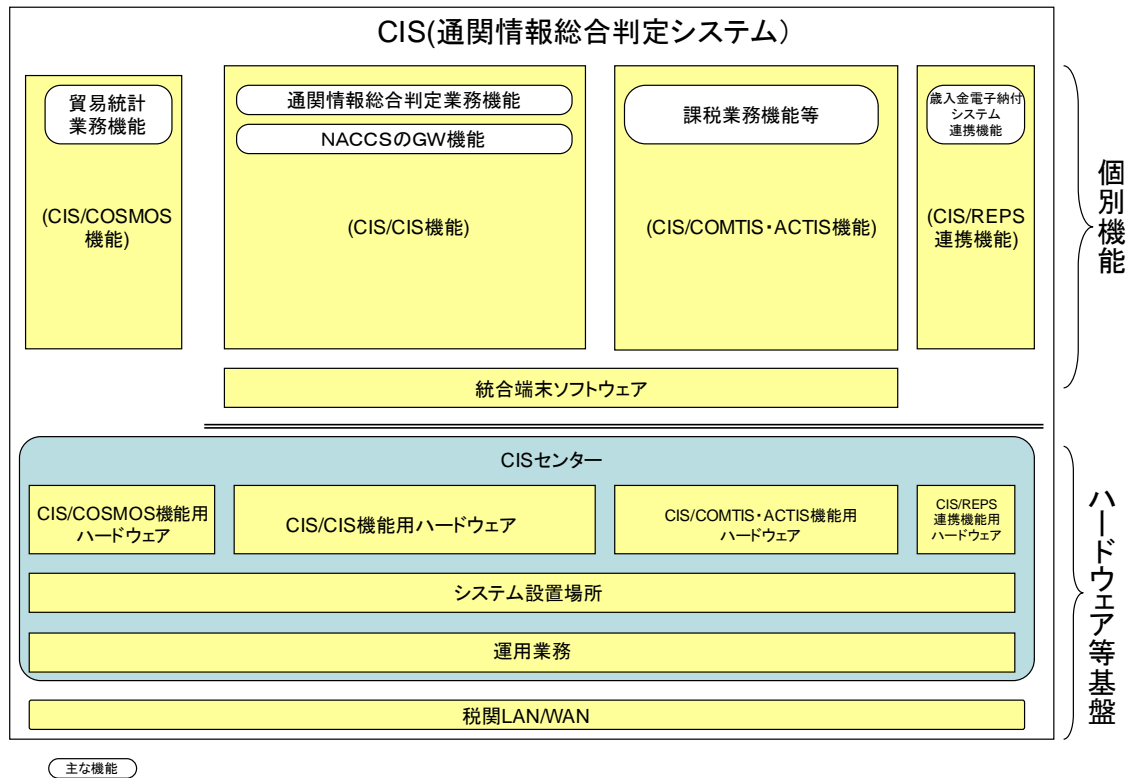 CIS(通関情報総合判定システム)
貿易統計
業務機能
(CIS/COSMOS
機能)
通関情報総合判定業務機能
NACCSのGW機能
(CIS/CIS機能)
課税業務機能等
(CIS/COMTIS・ACTIS機能)
歳入金電子納付
システム
連携機能
(CIS/REPS
連携機能)
個別機能
統合端末ソフトウェア
CISセンター
CIS/COSMOS機能用
ハードウェア
CIS/CIS機能用ハードウェア
CIS/COMTIS・ACTIS機能用
ハードウェア
CIS/REPS
連携機能用
ハードウェア
システム設置場所
運用業務
ハードウェア等基盤
税関LAN/WAN
主な機能